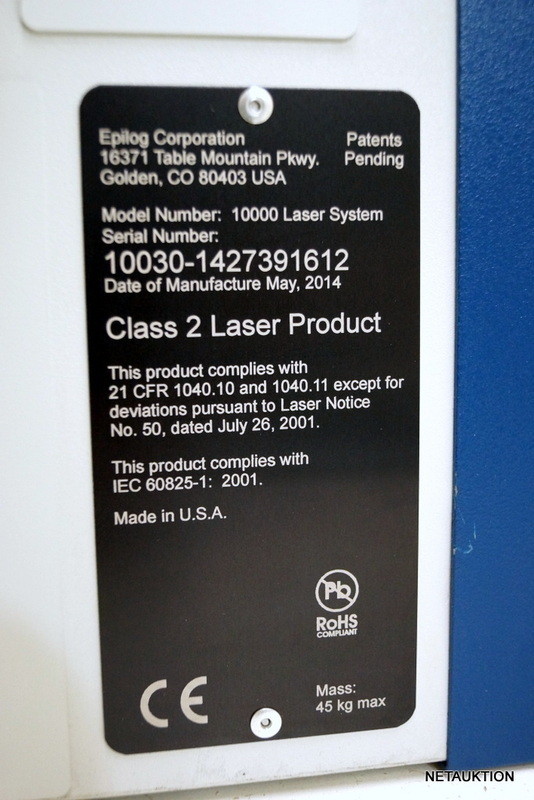 Epilog Corporation
16371 Table Mountain Pkwy.
Golden, CO 80403 USA
Patents
Pending
Model Number: 10000 Laser System
Serial Number:
10030-1427391612
Date of Manufacture May, 2014
Class 2 Laser Product
This product complies with
21 CFR 1040.10 and 1040.11 except for
deviations pursuant to Laser Notice
No. 50, dated July 26, 2001.
This product complies with
IEC 60825-1: 2001.
Made in U.S.A.
Pb
RoHS
COMPLIANT
CE
Mass:
45 kg max
NETAUKTION